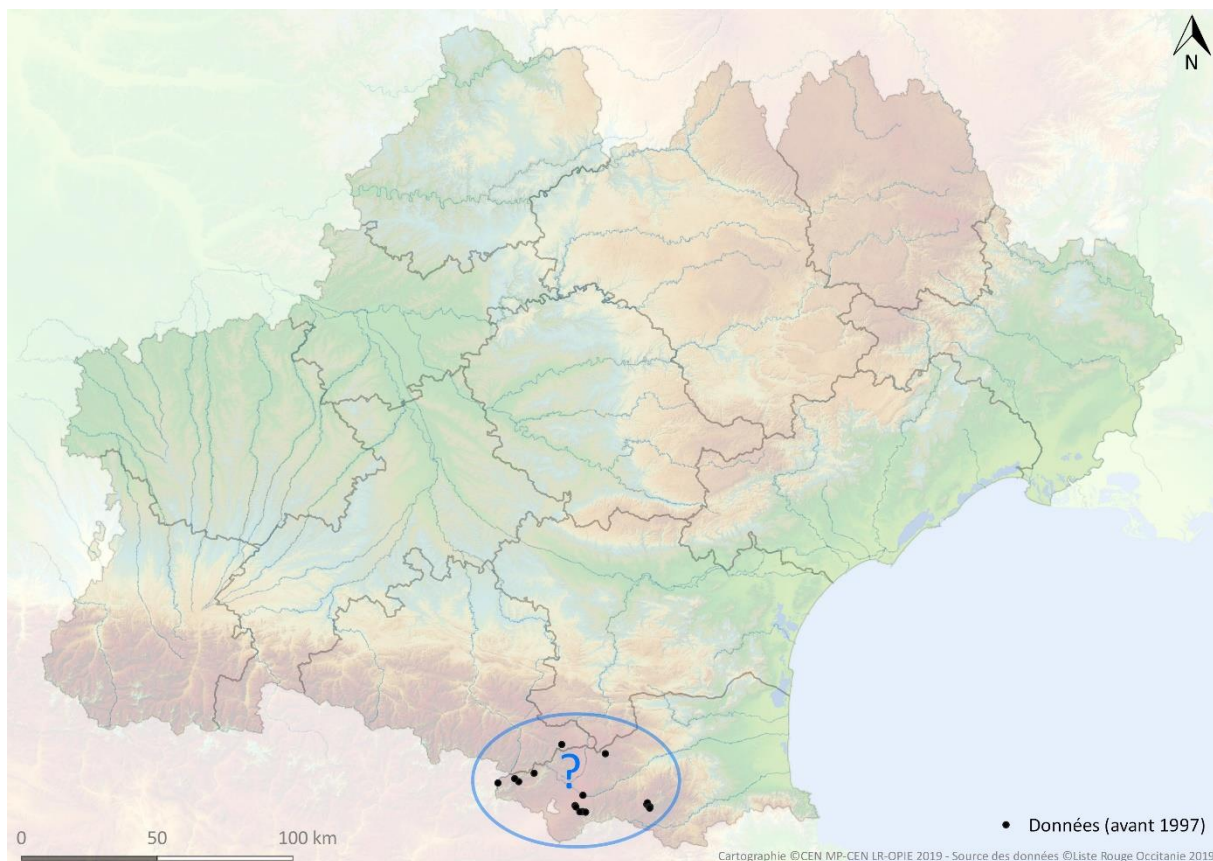 N
?
0 50 100 km
Données (avant 1997)
Cartographie ©CEN MP-CEN LR-OPIE 2019 - Source des données ©Liste Rouge Occitanie 2019